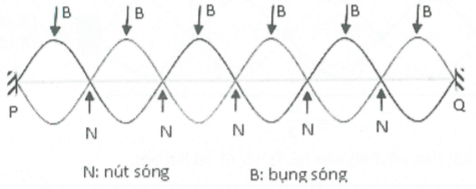 B B B B B B
P Q
N N N N N
N: nút sóng B: bụng sóng